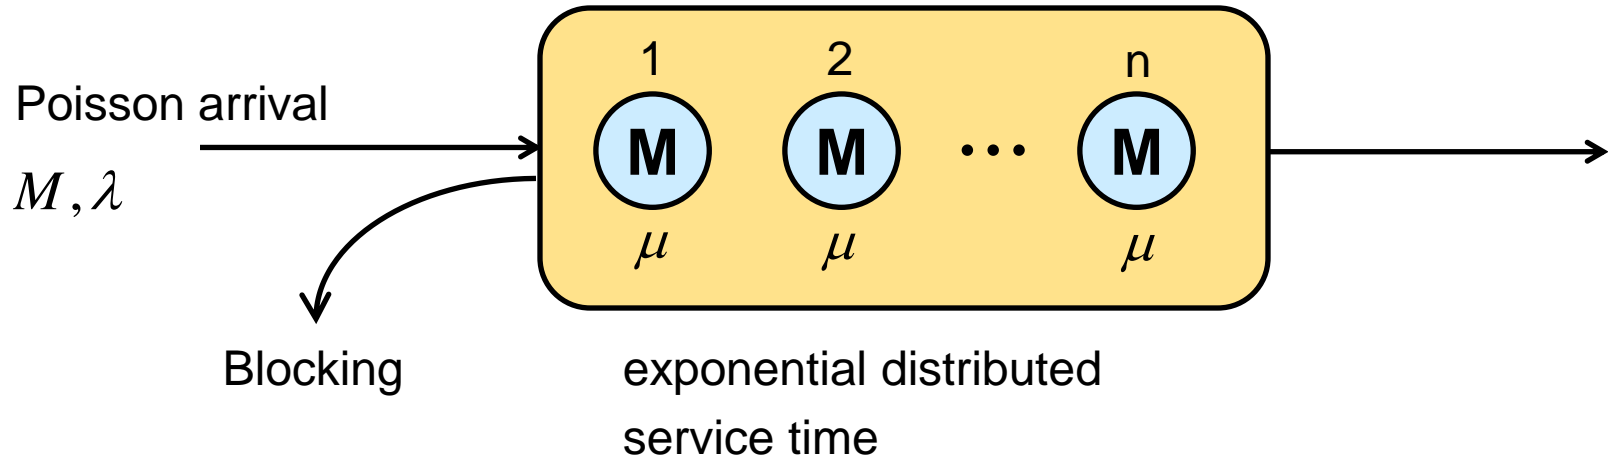 Poisson arrival
M, λ
1 2 n
M M ••• M
μ μ μ
Blocking
exponential distributed
service time